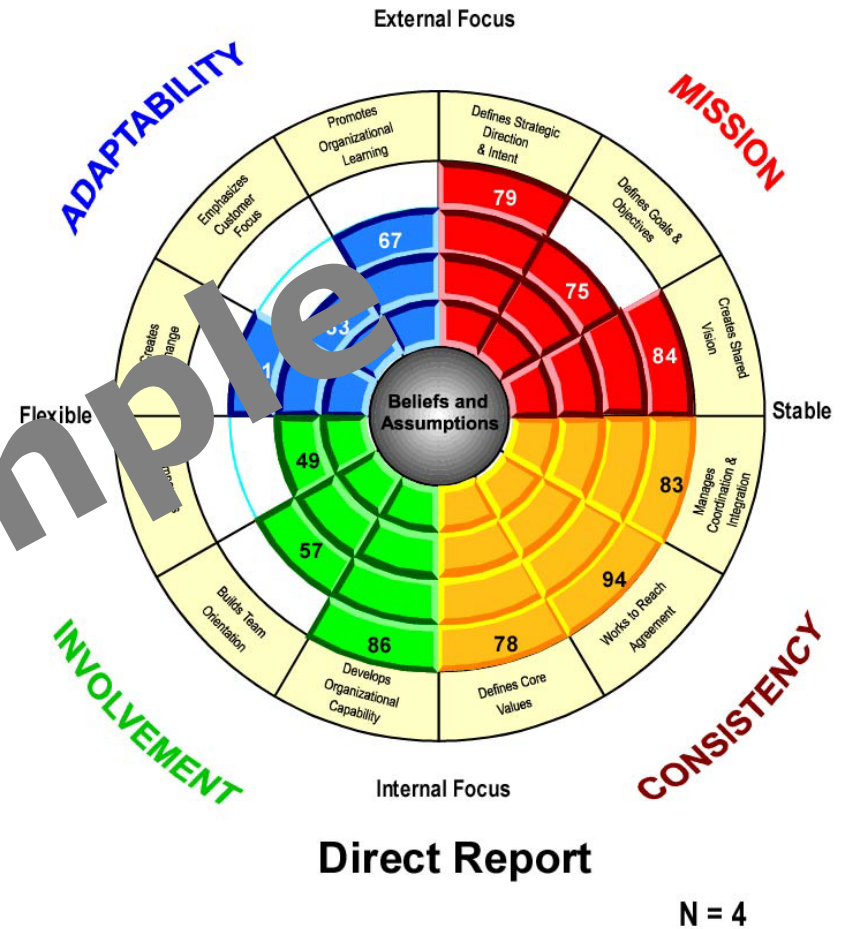 External Focus
ADAPTABILITY
MISSION
Promotes
Organizational
Learning
Defines Strategic
Direction
& Intent
Emphasizes
Customer
Focus
Defines Goals &
Objectives
Creates
Creates Shared
Vision
79
67
75
84
Flexible
Beliefs and
Assumptions
Stable
49
83
Manages
Coordination &
Integration
57
94
Builds Team
Orientation
Works to Reach
Agreement
86
78
Develops
Organizational
Capability
Defines Core
Values
INVOLVEMENT
CONSISTENCY
Internal Focus
Direct Report
N = 4